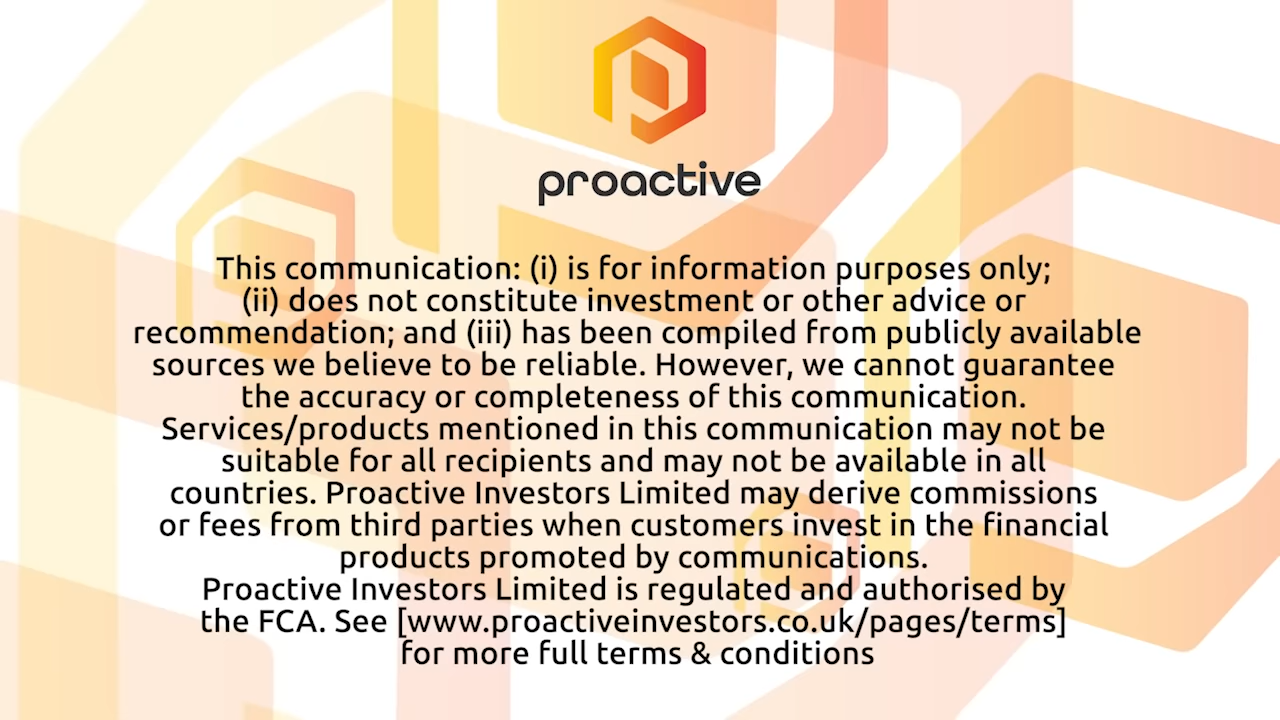 proactive
This communication: (i) is for information purposes only;
(ii) does not constitute investment or other advice or
recommendation; and (iii) has been compiled from publicly available
sources we believe to be reliable. However, we cannot guarantee
the accuracy or completeness of this communication.
Services/products mentioned in this communication may not be
suitable for all recipients and may not be available in all
countries. Proactive Investors Limited may derive commissions
or fees from third parties when customers invest in the financial
products promoted by communications.
Proactive Investors Limited is regulated and authorised by
the FCA. See [www.proactiveinvestors.co.uk/pages/terms]
for more full terms & conditions